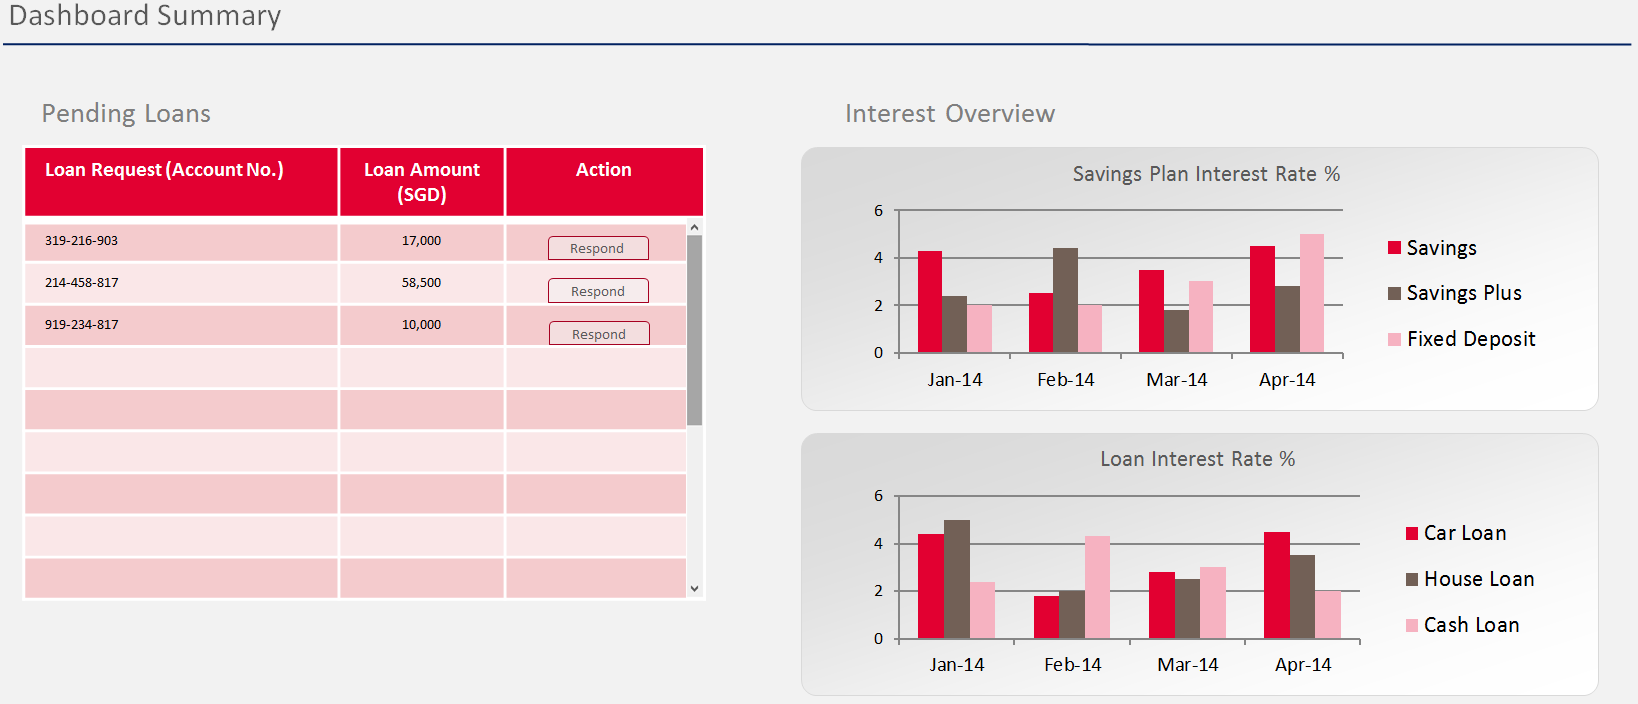 Dashboard Summary
Pending Loans
Loan Request (Account No.) Loan Amount (SGD) Action
319-216-903 17,000 Respond
214-458-817 58,500 Respond
919-234-817 10,000 Respond
Interest Overview
Savings Plan Interest Rate %
6
4
2
0
Jan-14 Feb-14 Mar-14 Apr-14
Savings
Savings Plus
Fixed Deposit
Loan Interest Rate %
6
4
2
0
Jan-14 Feb-14 Mar-14 Apr-14
Car Loan
House Loan
Cash Loan